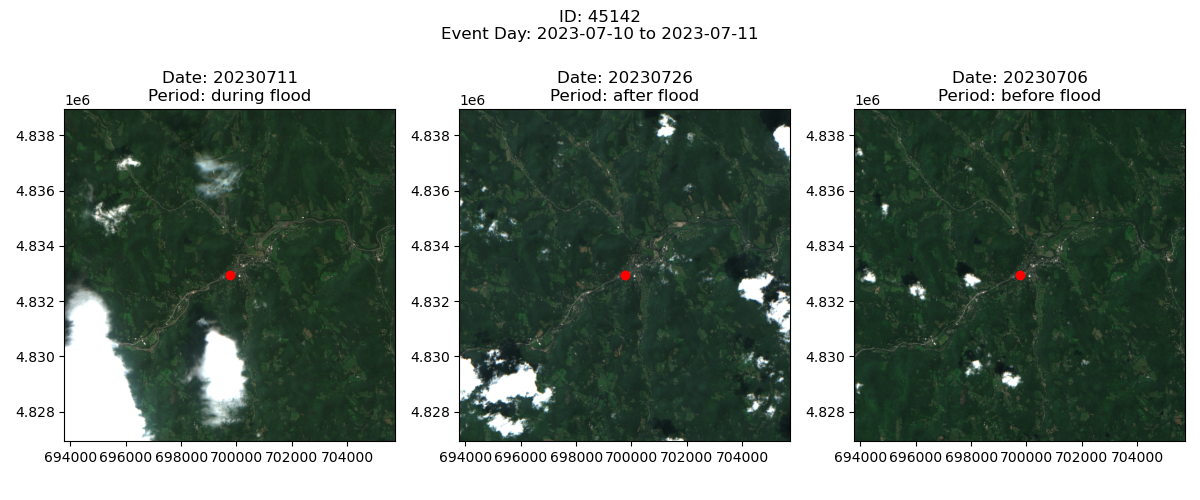 ID: 45142
Event Day: 2023-07-10 to 2023-07-11
Date: 20230711
Period: during flood
1e6
4.838
4.836
4.834
4.832
4.830
4.828
694000 696000 698000 700000 702000 704000
Date: 20230726
Period: after flood
1e6
4.838
4.836
4.834
4.832
4.830
4.828
694000 696000 698000 700000 702000 704000
Date: 20230706
Period: before flood
1e6
4.838
4.836
4.834
4.832
4.830
4.828
694000 696000 698000 700000 702000 704000